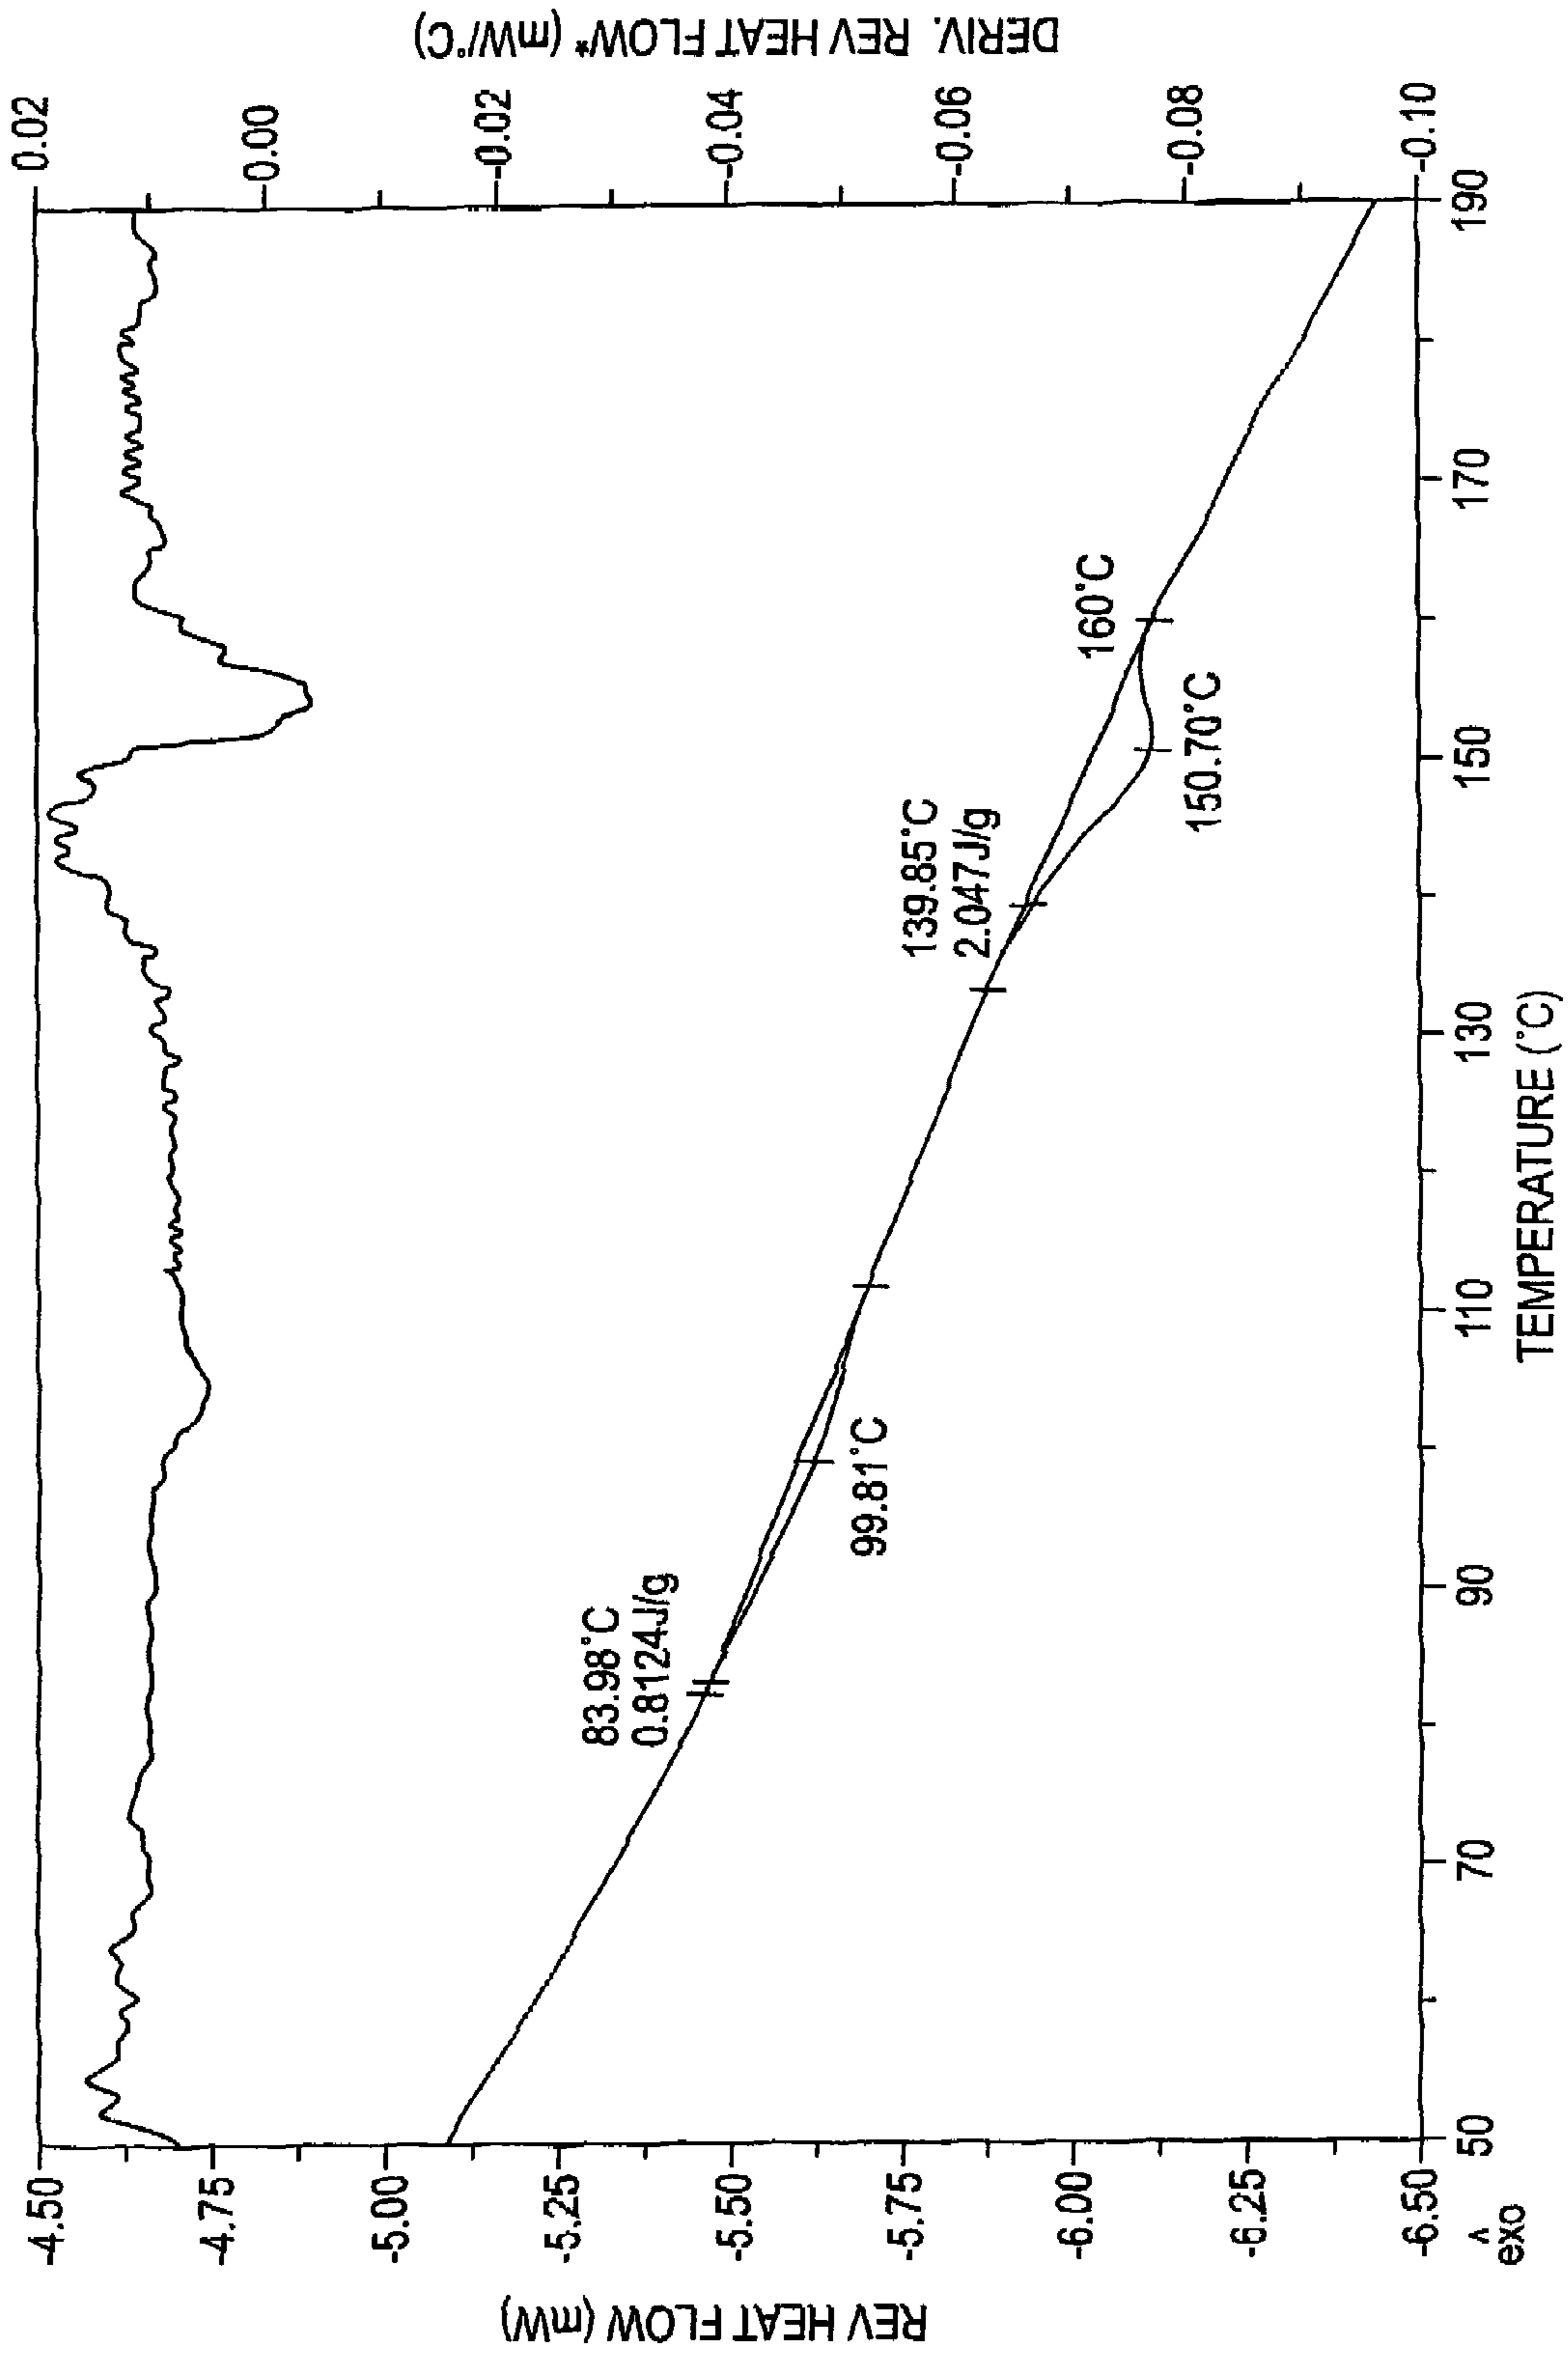 -4.50
-4.75
-5.00
-5.25
-5.50
-5.75
-6.00
-6.25
-6.50
^
exo
REV HEAT FLOW (mW)
83.98°C
0.8124J/g
99.81°C
139.85°C
2.047J/g
150.70°C
160°C
50
70
90
110
130
150
170
190
TEMPERATURE (°C)
0.02
0.00
-0.02
-0.04
-0.06
-0.08
-0.10
DERIV. REV HEAT FLOW* (mW/°C)